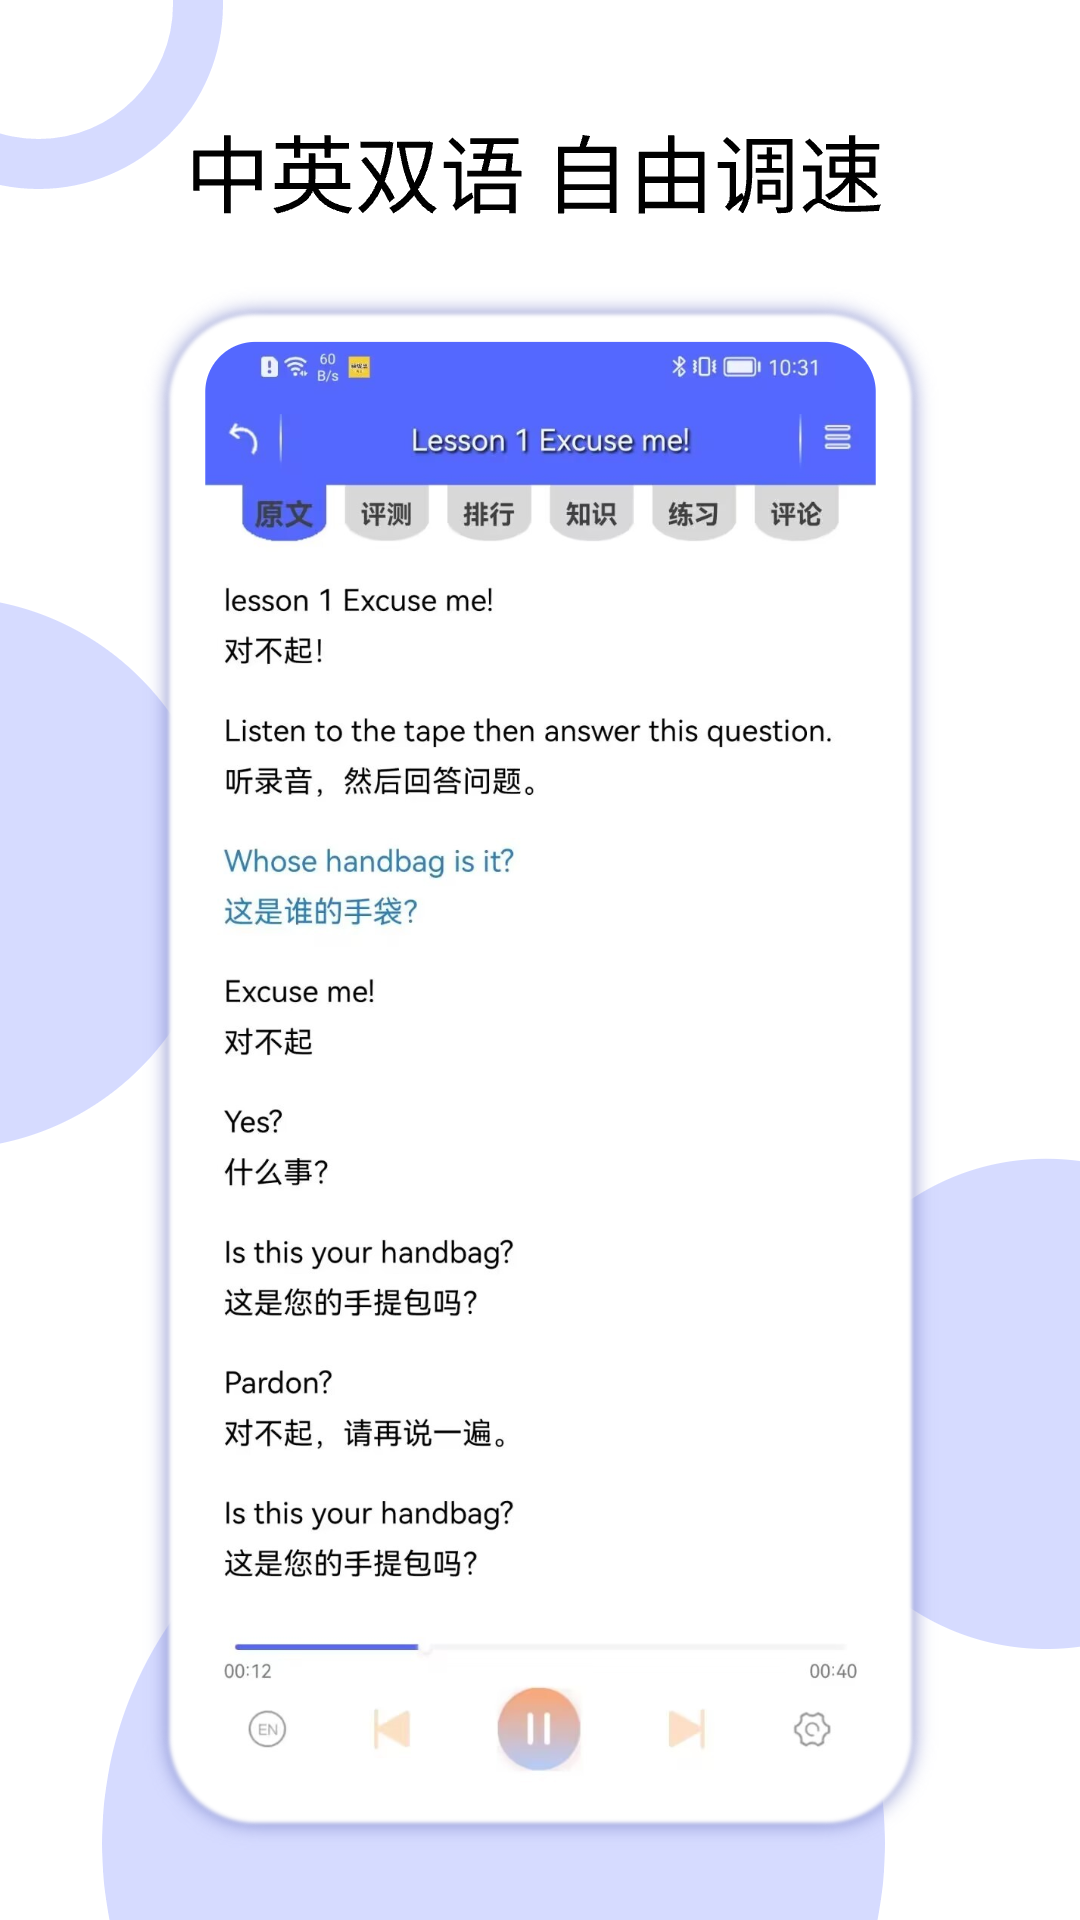 中英双语 自由调速
60
B/s
10:31
Lesson 1 Excuse me!
原文 评测 排行 知识 练习 评论
lesson 1 Excuse me!
对不起!
Listen to the tape then answer this question.
听录音，然后回答问题。
Whose handbag is it?
这是谁的手袋?
Excuse me!
对不起
Yes?
什么事?
Is this your handbag?
这是您的手提包吗?
Pardon?
对不起，请再说一遍。
Is this your handbag?
这是您的手提包吗?
00:12 00:40
EN